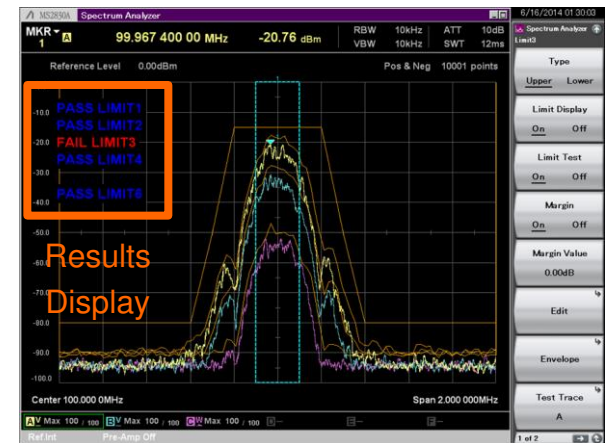 MS2830A Spectrum Analyzer
6/16/2014 01:30:03
MKR
1 A 99.967 400 00 MHz -20.76 dBm
RBW 10kHz ATT 10dB
VBW 10kHz SWT 12ms
Reference Level 0.00dBm Pos & Neg 10001 points
PASS LIMIT1
-10.0
PASS LIMIT2
-20.0 FAIL LIMIT3
PASS LIMIT4
-30.0
PASS LIMIT6
-40.0
-50.0
Results
-60.0
-70.0
Display
-80.0
-90.0
-100.0
Center 100.000 0MHz Span 2.000 000MHz
A V Max 100 / 100 B V Max 100 / 100 C W Max 100 / 100 D- E- F-
Ref.Int Pre-Amp Off
Spectrum Analyzer
Limit3
Type
Upper Lower
Limit Display
On Off
Limit Test
On Off
Margin
On Off
Margin Value
0.00dB
Edit
Envelope
Test Trace
A
1 of 2